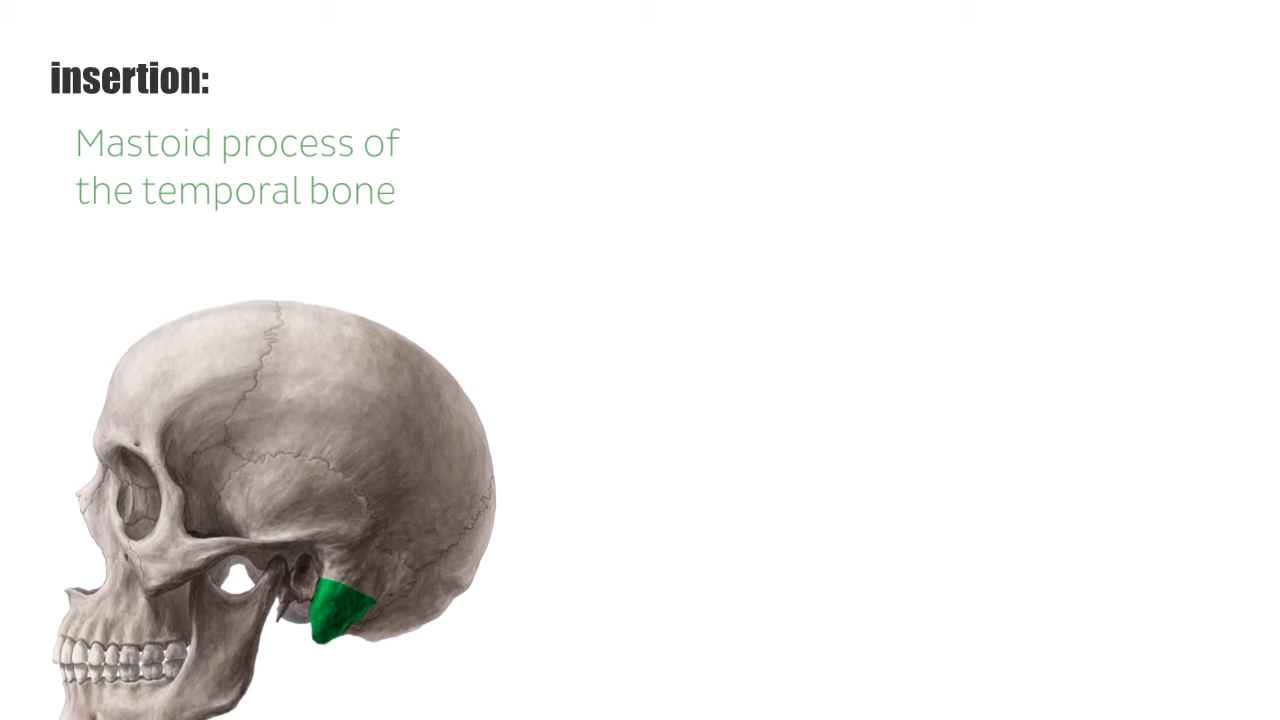 insertion:
Mastoid process of
the temporal bone